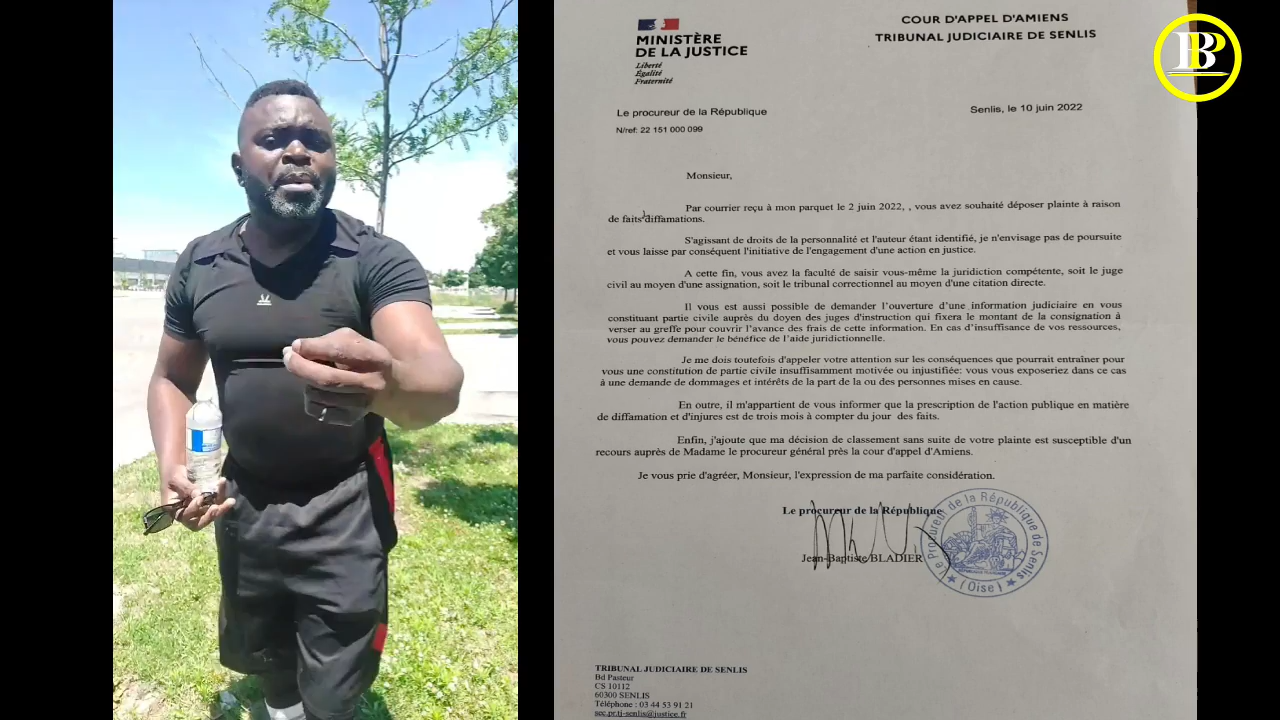 MINISTÈRE
DE LA JUSTICE
Liberté
Égalité
Fraternité
COUR D'APPEL D'AMIENS
TRIBUNAL JUDICIAIRE DE SENLIS
BP
Le procureur de la République
N/ref: 22 151 000 099
Senlis, le 10 juin 2022
Monsieur,
Par courrier reçu à mon parquet le 2 juin 2022, , vous avez souhaité déposer plainte à raison
de faits diffamations.
S'agissant de droits de la personnalité et l'auteur étant identifié, je n'envisage pas de poursuite
et vous laisse par conséquent l'initiative de l'engagement d'une action en justice.
A cette fin, vous avez la faculté de saisir vous-même la juridiction compétente, soit le juge
civil au moyen d'une assignation, soit le tribunal correctionnel au moyen d'une citation directe.
Il vous est aussi possible de demander l'ouverture d'une information judiciaire en vous
constituant partie civile auprès du doyen des juges d'instruction qui fixera le montant de la consignation à
verser au greffe pour couvrir l'avance des frais de cette information. En cas d'insuffisance de vos ressources,
vous pouvez demander le bénéfice de l'aide juridictionnelle.
Je me dois toutefois d'appeler votre attention sur les conséquences que pourrait entraîner pour
vous une constitution de partie civile insuffisamment motivée ou injustifiée: vous vous exposeriez dans ce cas
à une demande de dommages et intérêts de la part de la ou des personnes mises en cause.
En outre, il m'appartient de vous informer que la prescription de l'action publique en matière
de diffamation et d'injures est de trois mois à compter du jour des faits.
Enfin, j'ajoute que ma décision de classement sans suite de votre plainte est susceptible d'un
recours auprès de Madame le procureur général près la cour d'appel d'Amiens.
Je vous prie d'agréer, Monsieur, l'expression de ma parfaite considération.
Le procureur de la République
Jean-Baptiste BLADIER
Le Procureur de la République de Senlis
(Oise)
TRIBUNAL JUDICIAIRE DE SENLIS
Bd Pasteur
CS 10112
60300 SENLIS
Téléphone : 03 44 53 91 21
sec.pr.tj-senlis@justice.fr